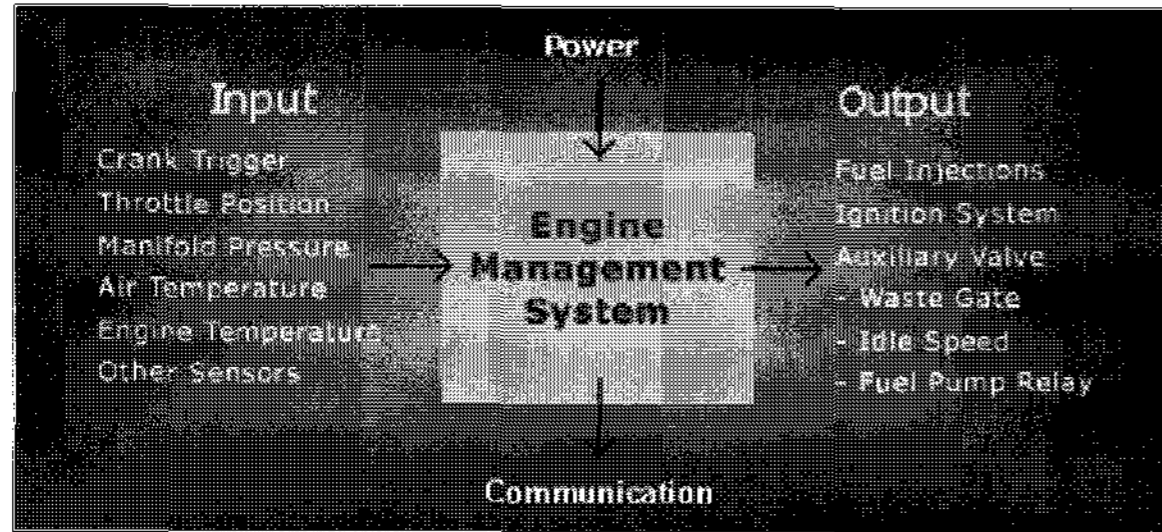 Power
Input
Crank Trigger
Throttle Position
Manifold Pressure
Air Temperature
Engine Temperature
Other Sensors
Engine
Management
System
Output
Fuel Injections
Ignition System
Auxiliary Valve
- Waste Gate
- Idle Speed
- Fuel Pump Relay
Communication